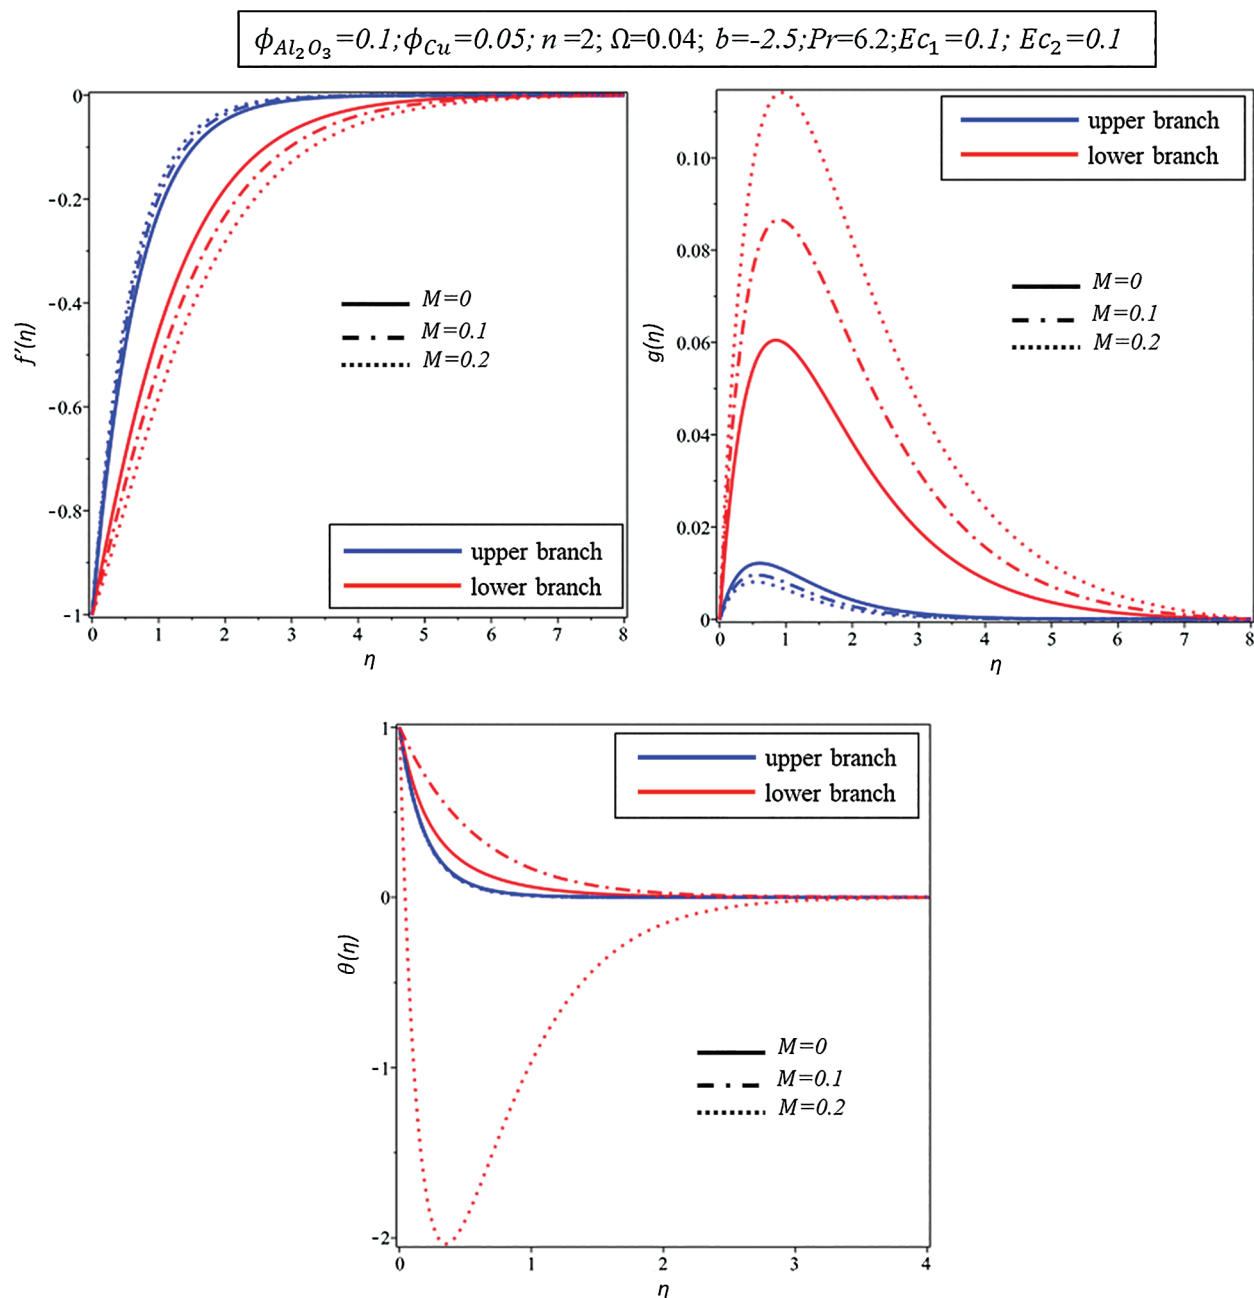 ϕAl₂O₃=0.1; ϕCu=0.05; n=2; Ω=0.04; b=-2.5;Pr=6.2;Ec₁=0.1; Ec₂=0.1
0
-0.2
-0.4
-0.6
-0.8
-1
f'(η)
M=0
M=0.1
M=0.2
upper branch
lower branch
0 1 2 3 4 5 6 7 8
η
upper branch
lower branch
0.10
0.08
0.06
0.04
0.02
0
g(η)
M=0
M=0.1
M=0.2
0 1 2 3 4 5 6 7 8
η
upper branch
lower branch
1
0
-1
-2
θ(η)
M=0
M=0.1
M=0.2
0 1 2 3 4
η